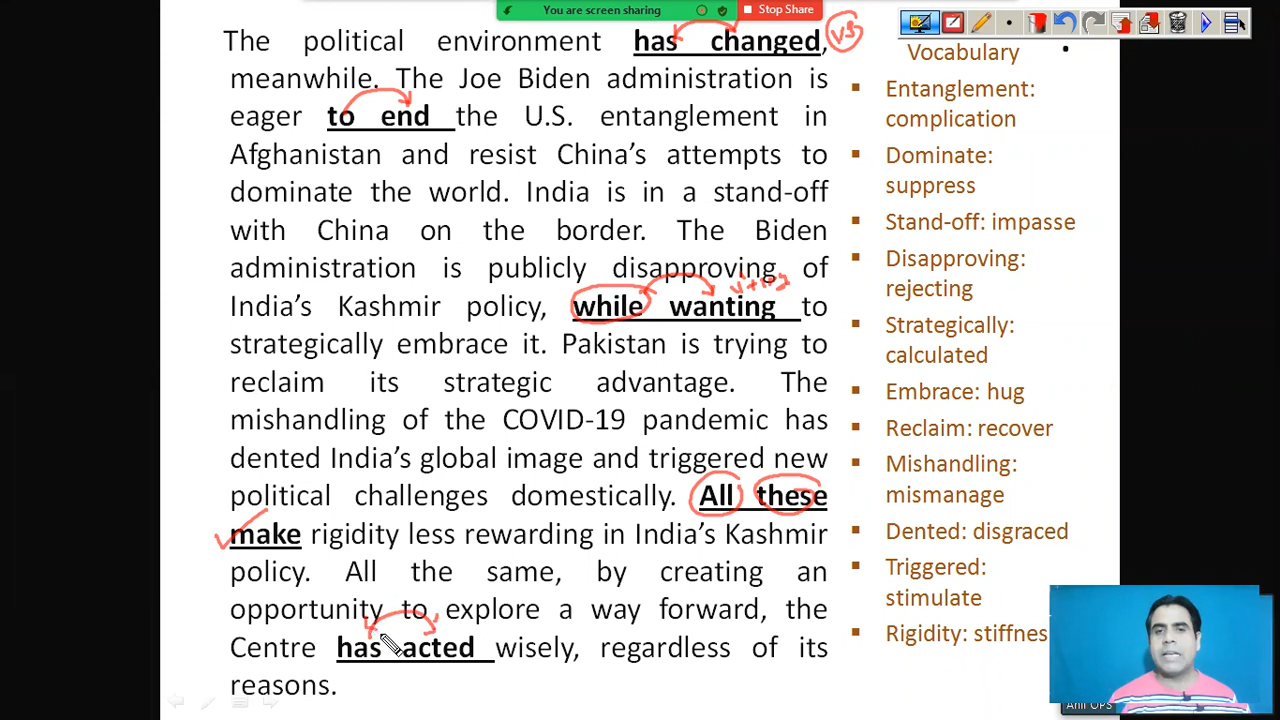 You are screen sharing
Stop Share
The political environment has changed,
meanwhile. The Joe Biden administration is
eager to end the U.S. entanglement in
Afghanistan and resist China's attempts to
dominate the world. India is in a stand-off
with China on the border. The Biden
administration is publicly disapproving of
India's Kashmir policy, while wanting to
strategically embrace it. Pakistan is trying to
reclaim its strategic advantage. The
mishandling of the COVID-19 pandemic has
dented India's global image and triggered new
political challenges domestically. All these
make rigidity less rewarding in India's Kashmir
policy. All the same, by creating an
opportunity to explore a way forward, the
Centre has acted wisely, regardless of its
reasons.
V3
Vocabulary
Entanglement:
complication
Dominate:
suppress
Stand-off: impasse
Disapproving:
rejecting
Strategically:
calculated
Embrace: hug
Reclaim: recover
Mishandling:
mismanage
Dented: disgraced
Triggered:
stimulate
Rigidity: stiffnes
Anil OPS